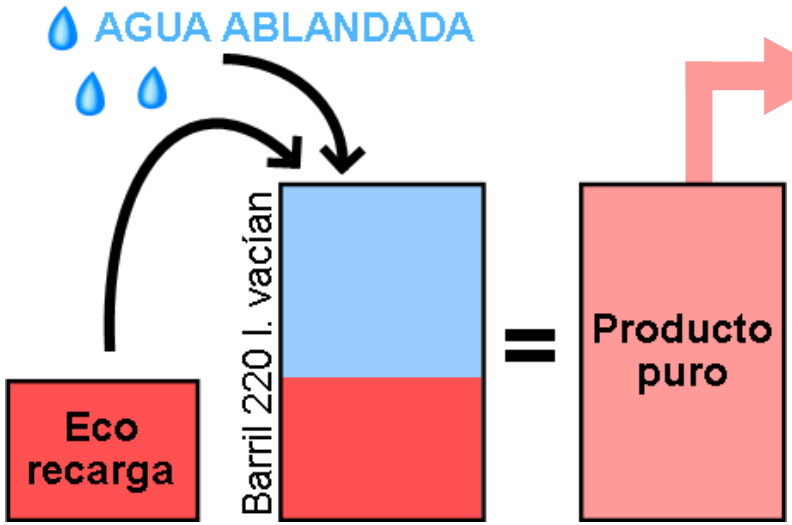 AGUA ABLANDADA
Barril 220 l. vacían
Eco
recarga
=
Producto
puro